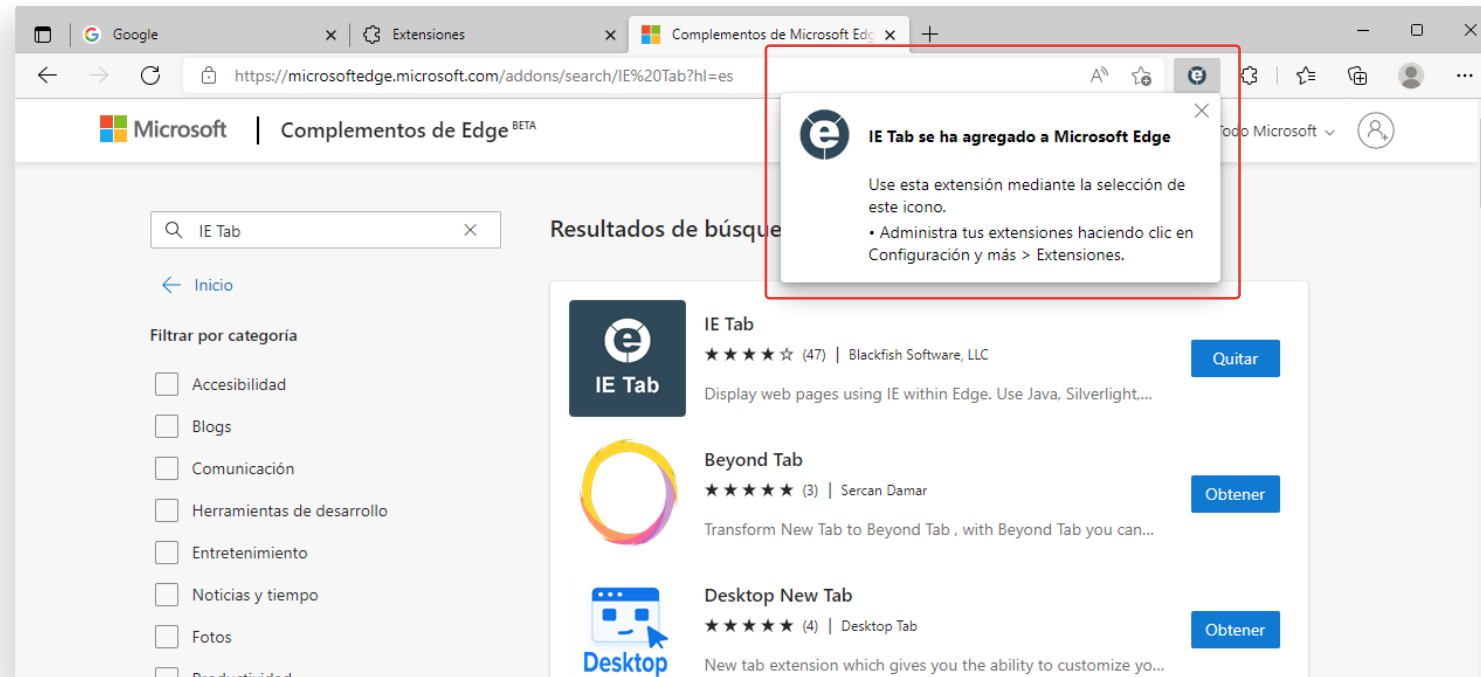 Google
Extensiones
Complementos de Microsoft Edg
https://microsoftedge.microsoft.com/addons/search/IE%20Tab?hl=es
Microsoft
Complementos de Edge BETA
Todo Microsoft
IE Tab se ha agregado a Microsoft Edge
Use esta extensión mediante la selección de
este icono.
• Administra tus extensiones haciendo clic en
Configuración y más > Extensiones.
IE Tab
Inicio
Filtrar por categoría
Accesibilidad
Blogs
Comunicación
Herramientas de desarrollo
Entretenimiento
Noticias y tiempo
Fotos
Productividad
Resultados de búsque
IE Tab
IE Tab
★★★★☆ (47) | Blackfish Software, LLC
Display web pages using IE within Edge. Use Java, Silverlight,...
Quitar
Beyond Tab
★★★★★ (3) | Sercan Damar
Transform New Tab to Beyond Tab , with Beyond Tab you can...
Obtener
Desktop
Desktop New Tab
★★★★★ (4) | Desktop Tab
New tab extension which gives you the ability to customize yo...
Obtener